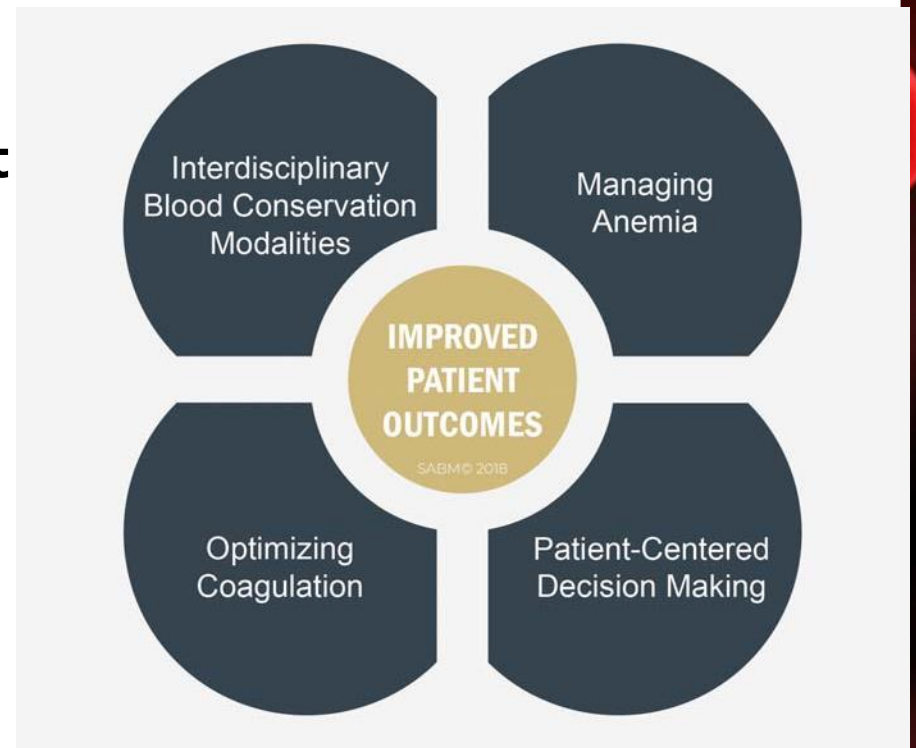 Interdisciplinary
Blood Conservation
Modalities
Managing
Anemia
IMPROVED
PATIENT
OUTCOMES
SABM© 2018
Optimizing
Coagulation
Patient-Centered
Decision Making